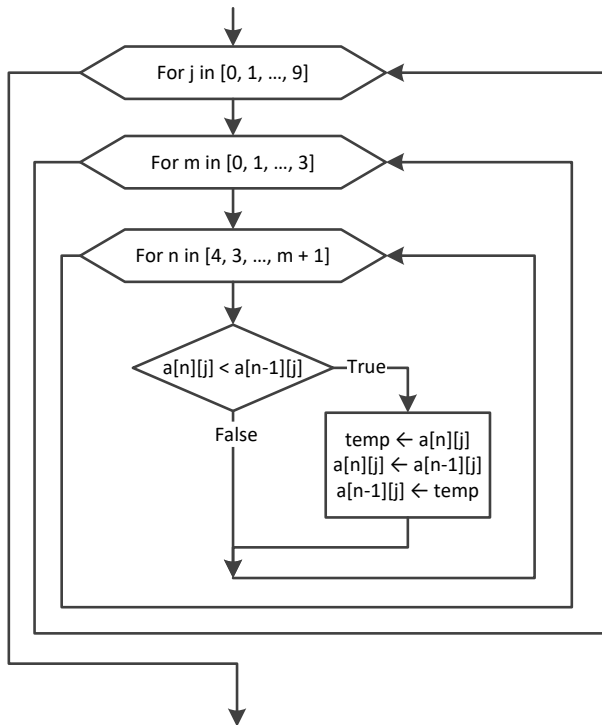 For j in [0, 1, ..., 9]
For m in [0, 1, ..., 3]
For n in [4, 3, ..., m + 1]
a[n][j] < a[n-1][j]
True
False
temp ← a[n][j]
a[n][j] ← a[n-1][j]
a[n-1][j] ← temp